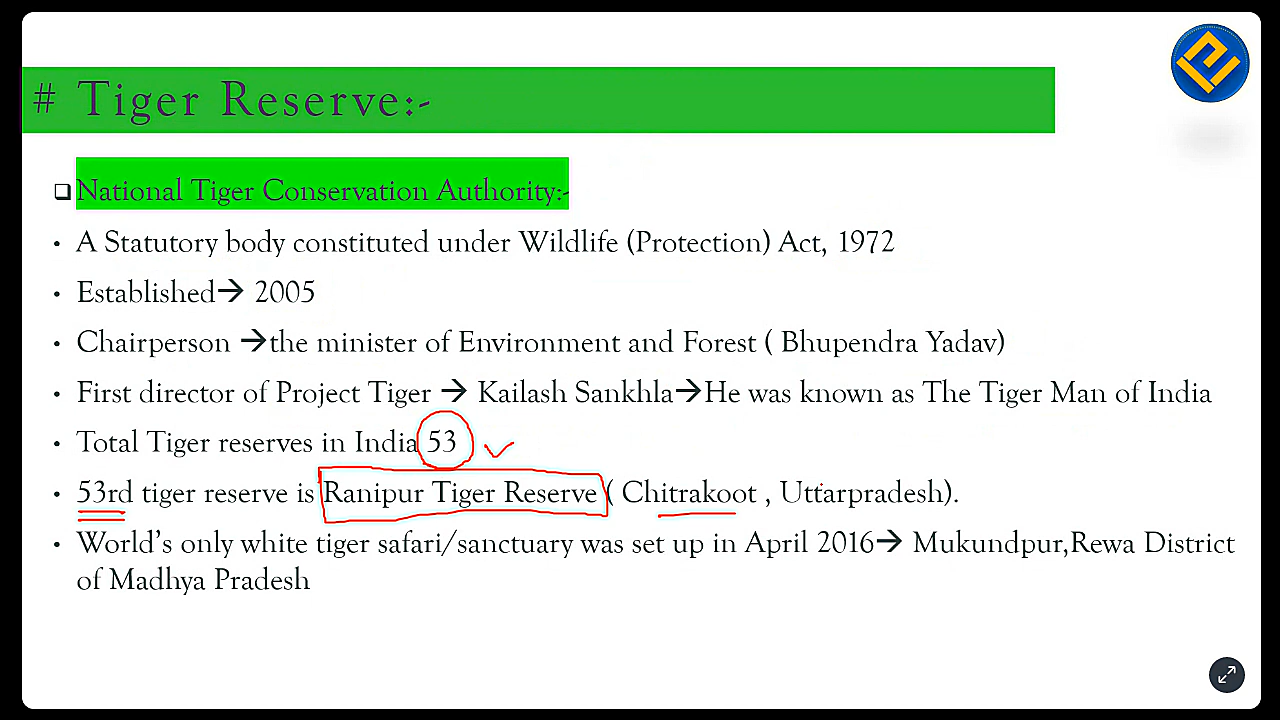 # Tiger Reserve:-
❑ National Tiger Conservation Authority:-
• A Statutory body constituted under Wildlife (Protection) Act, 1972
• Established→ 2005
• Chairperson →the minister of Environment and Forest ( Bhupendra Yadav)
• First director of Project Tiger → Kailash Sankhla→He was known as The Tiger Man of India
• Total Tiger reserves in India 53
• 53rd tiger reserve is Ranipur Tiger Reserve ( Chitrakoot , Uttarpradesh).
• World's only white tiger safari/sanctuary was set up in April 2016→ Mukundpur,Rewa District
of Madhya Pradesh